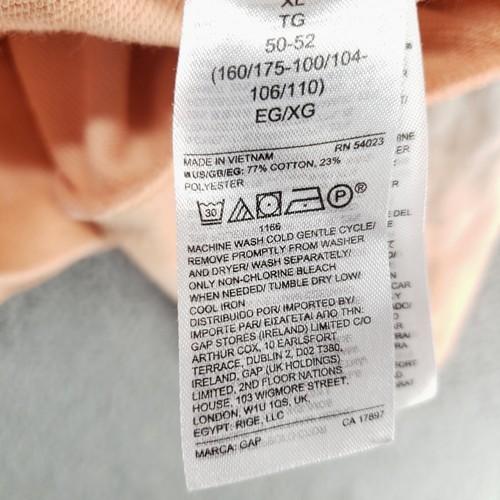 XL
TG
50-52
(160/175-100/104-
106/110)
EG/XG
MADE IN VIETNAM RN 54023
US/GB/EG: 77% COTTON, 23%
POLYESTER
30 P®
1166
MACHINE WASH COLD GENTLE CYCLE/
REMOVE PROMPTLY FROM WASHER
AND DRYER/ WASH SEPARATELY/
ONLY NON-CHLORINE BLEACH
WHEN NEEDED/ TUMBLE DRY LOW/
COOL IRON
DISTRIBUIDO POR/ IMPORTED BY/
IMPORTE PAR/ ΕΙΣΑΓΕΤΑΙ ΑΠΟ ΤΗΝ:
GAP STORES (IRELAND) LIMITED C/O
ARTHUR COX, 10 EARLSFORT
TERRACE, DUBLIN 2, D02 T380,
IRELAND, GAP (UK HOLDINGS)
LIMITED, 2ND FLOOR NATIONS
HOUSE, 103 WIGMORE STREET,
LONDON, W1U 1QS, UK,
EGYPT: RIGE, LLC
CA 17897
MARCA: GAP